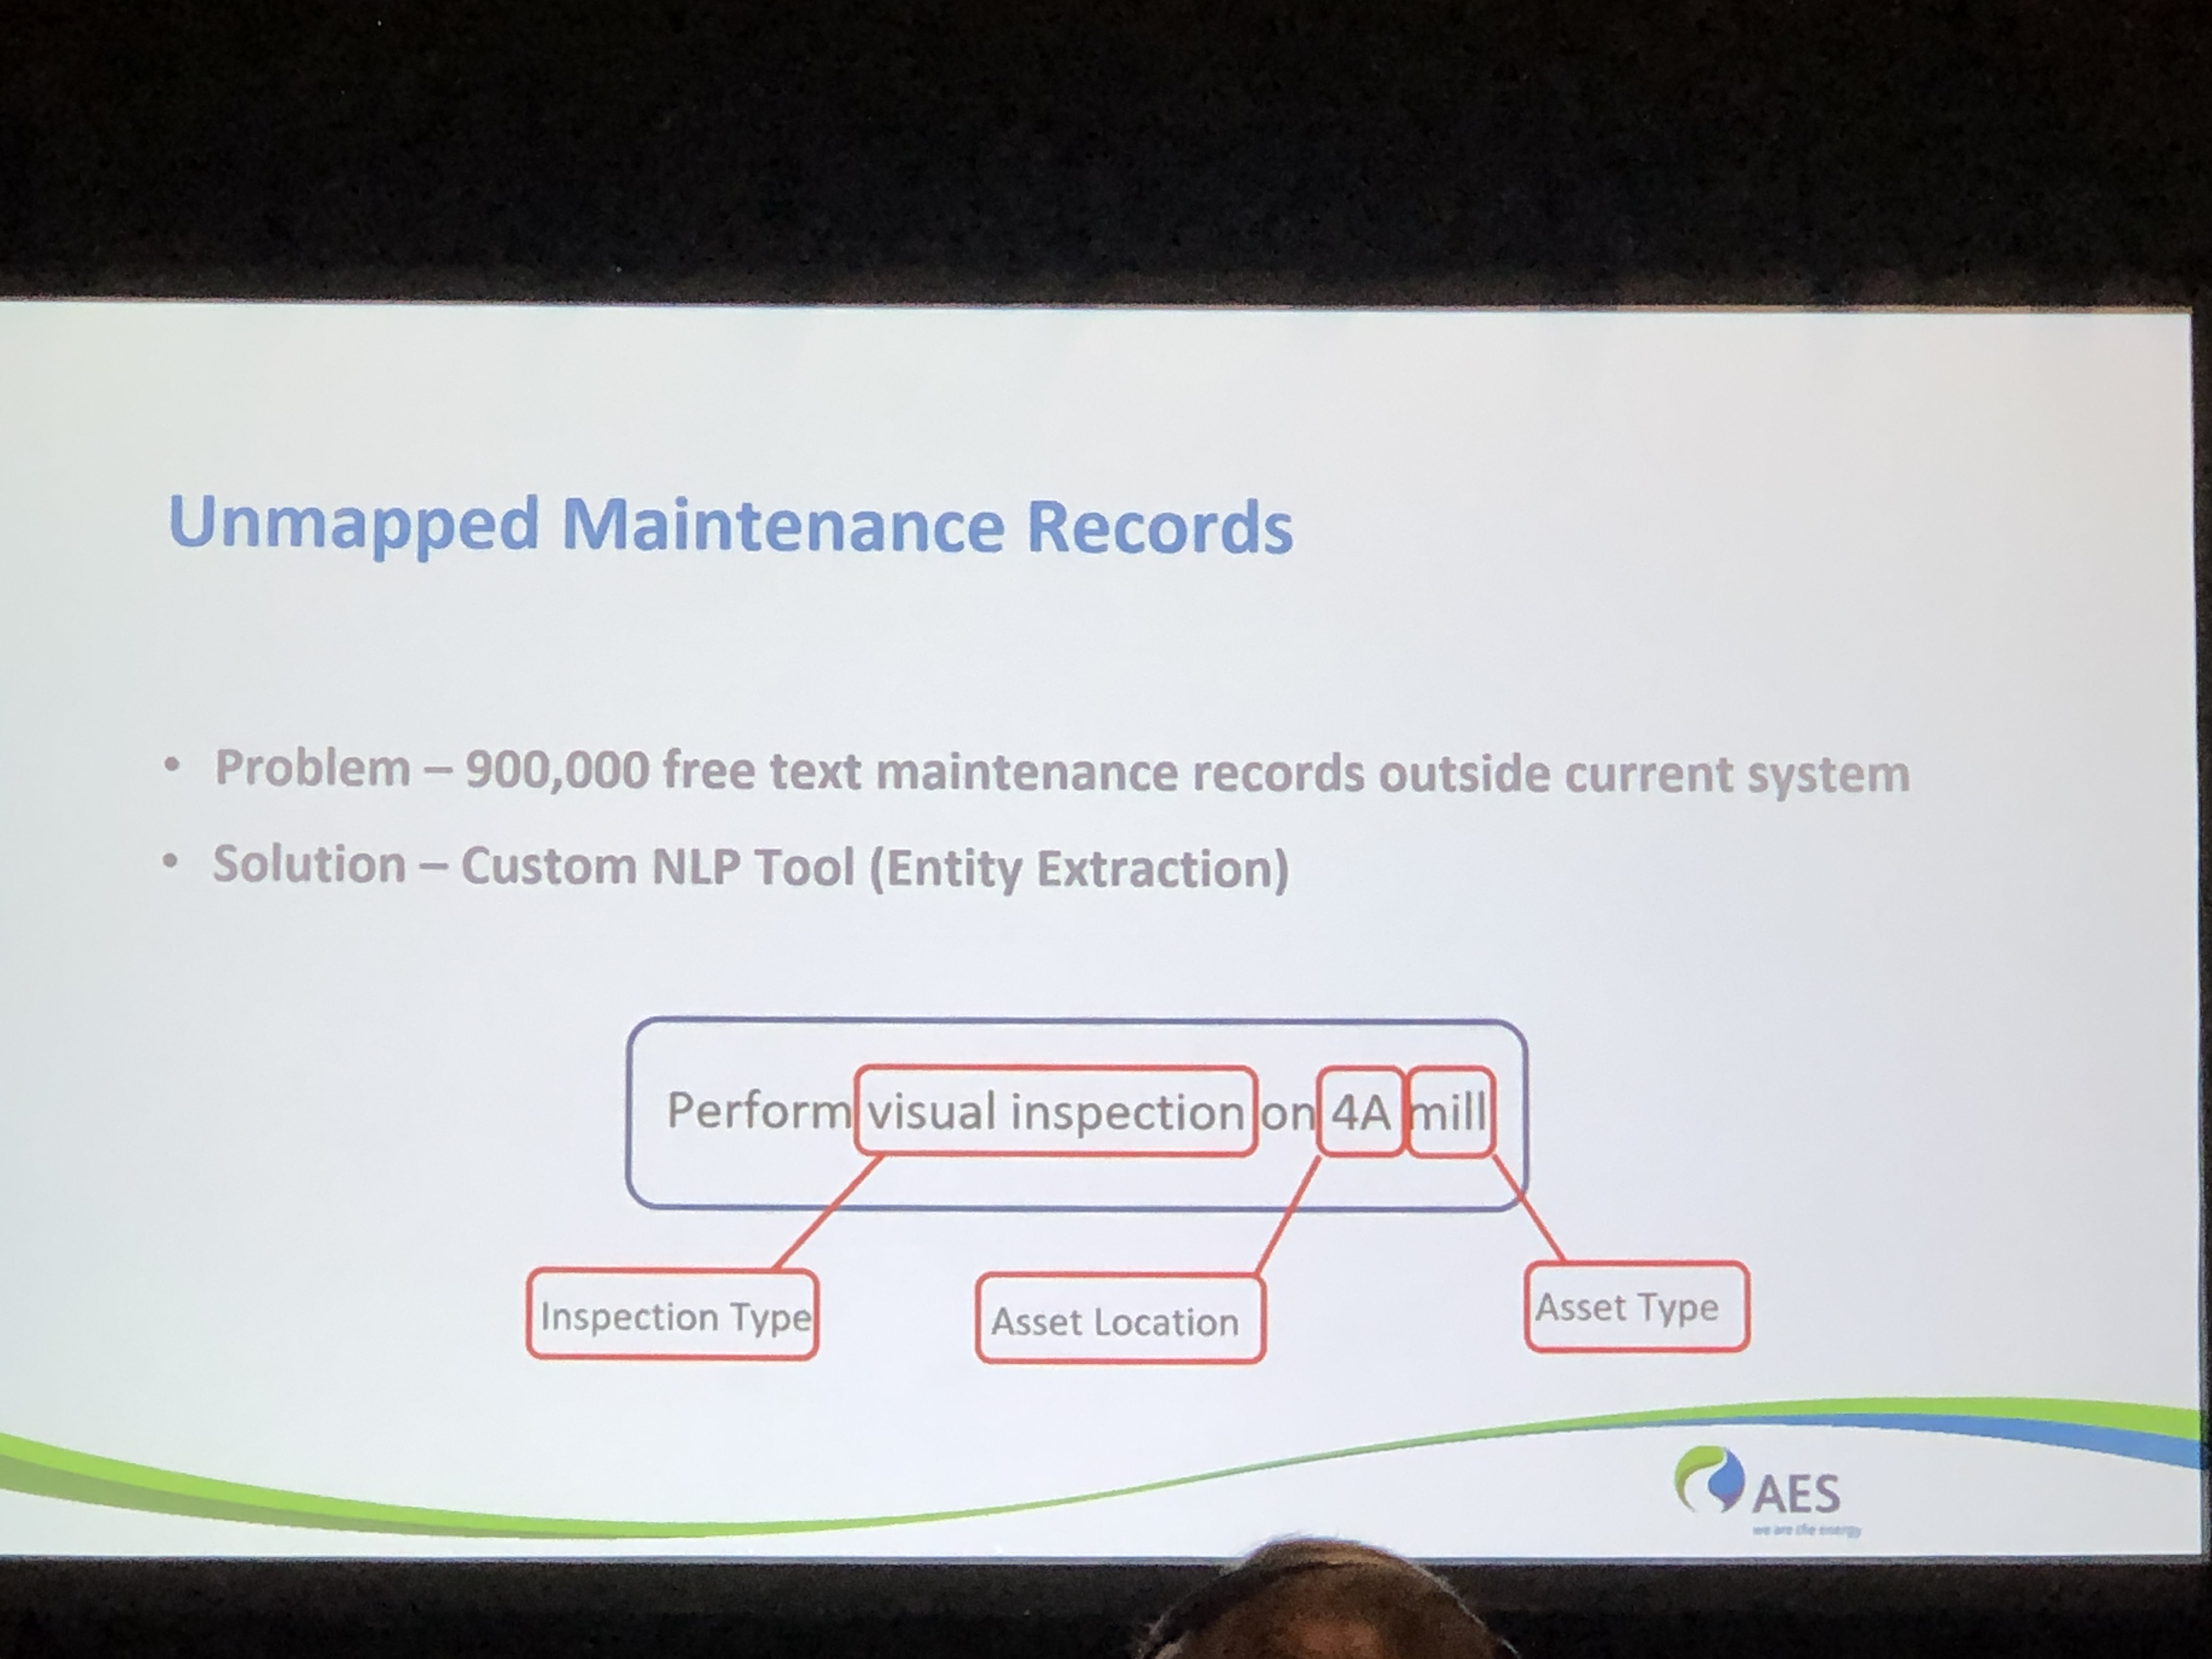 Unmapped Maintenance Records
• Problem – 900,000 free text maintenance records outside current system
• Solution – Custom NLP Tool (Entity Extraction)
Perform visual inspection on 4A mill
Inspection Type
Asset Location
Asset Type
AES
we are the energy